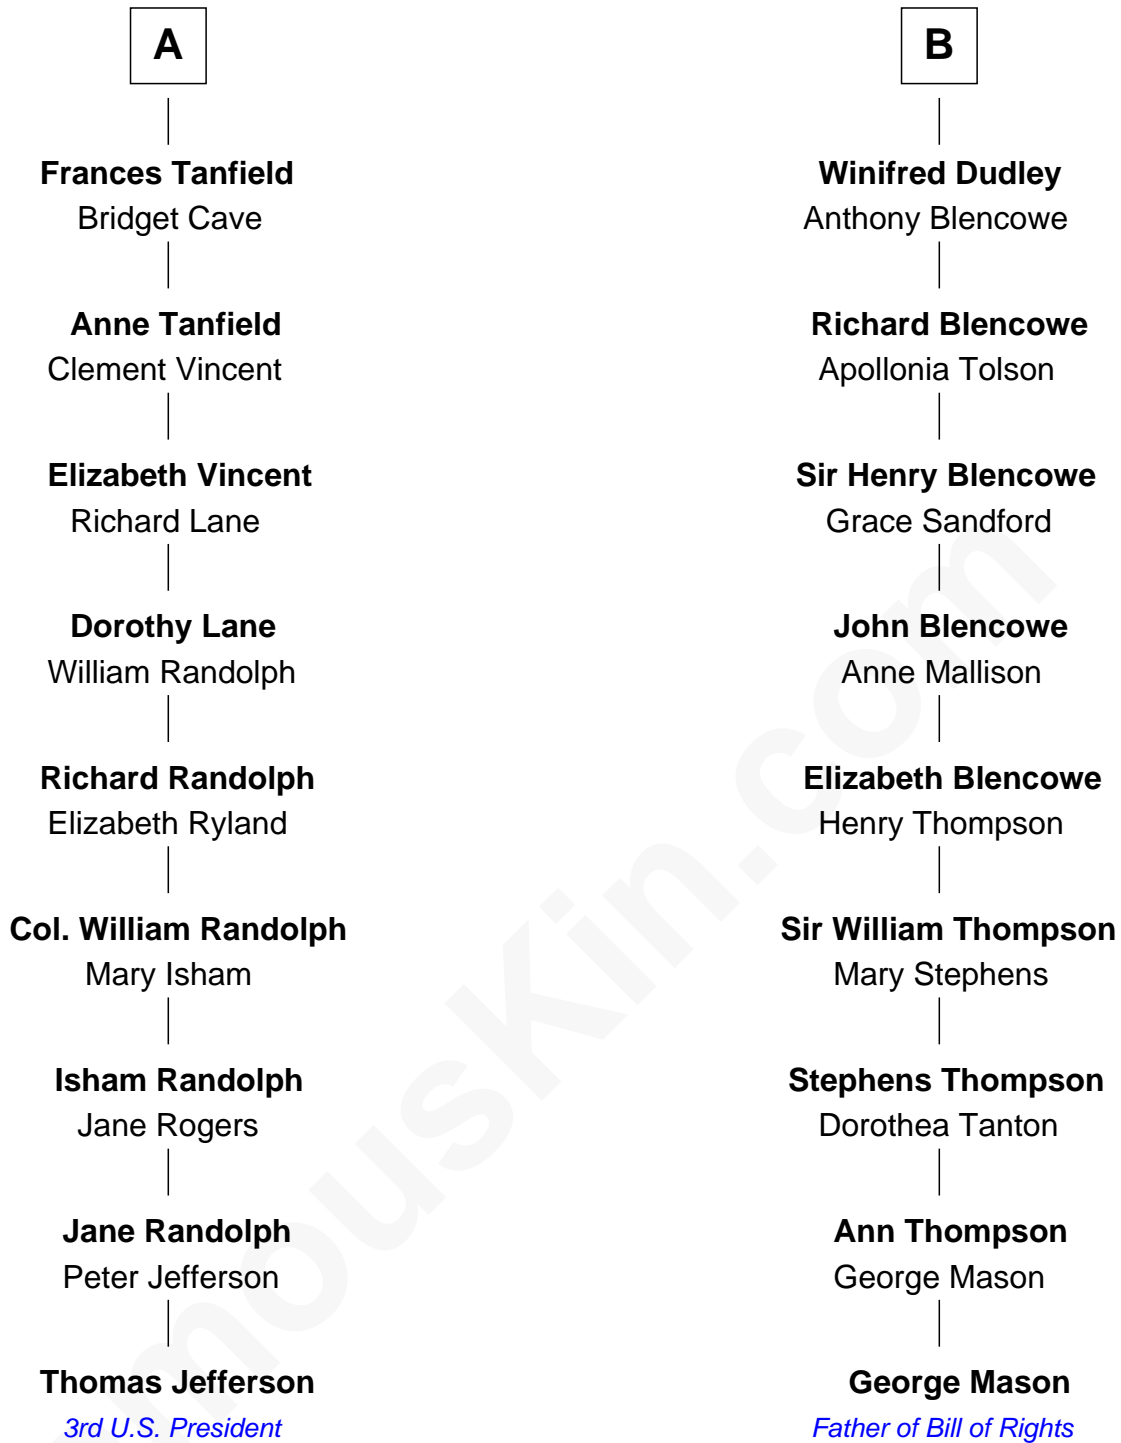 A
Frances Tanfield
Bridget Cave
Anne Tanfield
Clement Vincent
Elizabeth Vincent
Richard Lane
Dorothy Lane
William Randolph
Richard Randolph
Elizabeth Ryland
Col. William Randolph
Mary Isham
Isham Randolph
Jane Rogers
Jane Randolph
Peter Jefferson
Thomas Jefferson
3rd U.S. President
B
Winifred Dudley
Anthony Blencowe
Richard Blencowe
Apollonia Tolson
Sir Henry Blencowe
Grace Sandford
John Blencowe
Anne Mallison
Elizabeth Blencowe
Henry Thompson
Sir William Thompson
Mary Stephens
Stephens Thompson
Dorothea Tanton
Ann Thompson
George Mason
George Mason
Father of Bill of Rights
mouskin.com